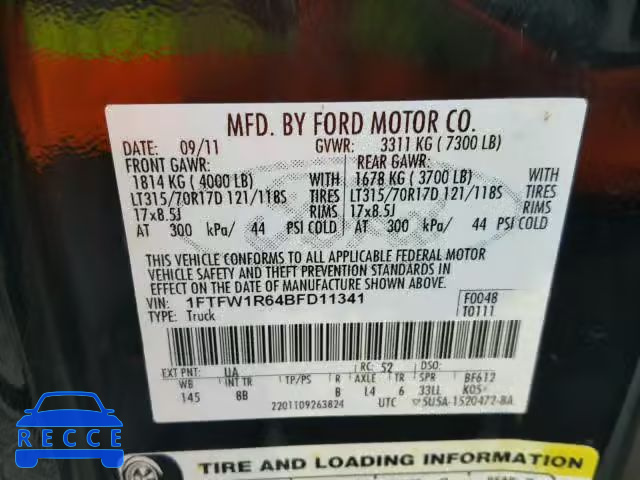 MFD. BY FORD MOTOR CO.
DATE: 09/11 GVWR: 3311 KG ( 7300 LB)
FRONT GAWR: REAR GAWR:
1814 KG ( 4000 LB) WITH 1678 KG ( 3700 LB) WITH
LT315/70R17D 121/118S TIRES LT315/70R17D 121/118S TIRES
17x8.5J RIMS 17x8.5J RIMS
AT 300 kPa/ 44 PSI COLD AT 300 kPa/ 44 PSI COLD
THIS VEHICLE CONFORMS TO ALL APPLICABLE FEDERAL MOTOR
VEHICLE SAFETY AND THEFT PREVENTION STANDARDS IN
EFFECT ON THE DATE OF MANUFACTURE SHOWN ABOVE.
VIN: 1FTFW1R64BFD11341 F0048
TYPE: Truck T0111
EXT PNT: UA RC: 52 DSO:
WB INT TR TP/PS R AXLE TR SPR BF612
145 BB B L4 6 33LL K05
2201109263824 UTC 5U5A-1520472-BA
RECCE
TIRE AND LOADING INFORMATION